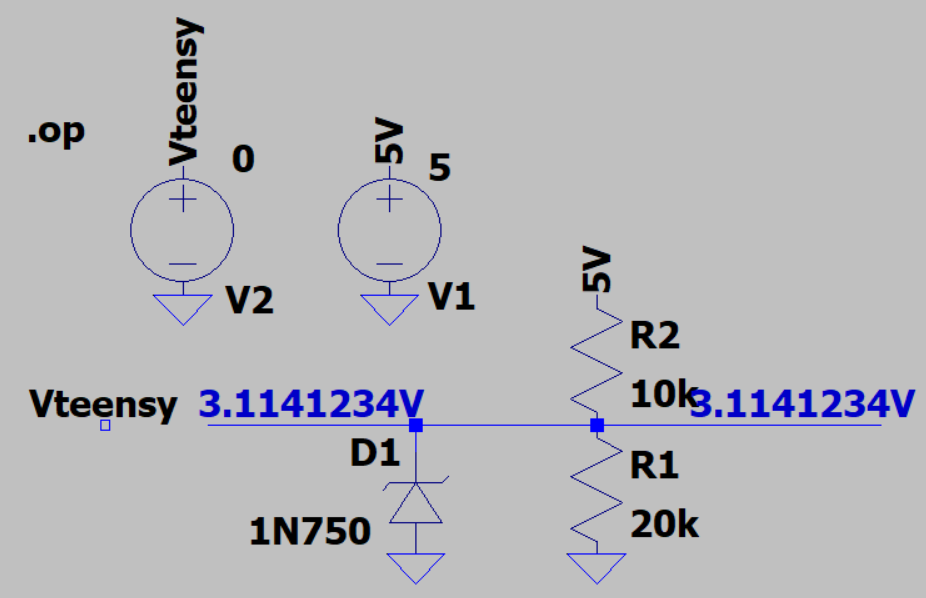 Vteensy
.op
0
5V
5
V2
V1
5V
R2
10k
Vteensy
3.1141234V
3.1141234V
D1
R1
1N750
20k